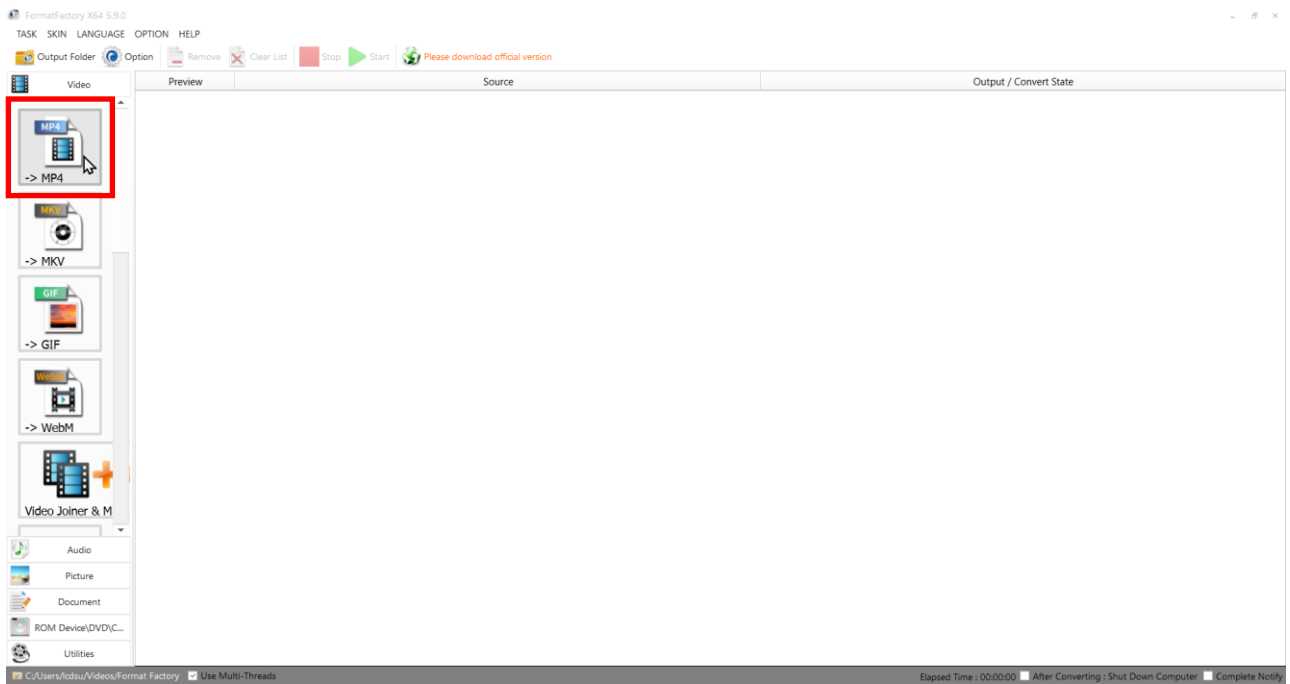 FormatFactory X64 5.9.0
TASK SKIN LANGUAGE OPTION HELP
Output Folder Option Remove Clear List Stop Start Please download official version
Video Preview Source Output / Convert State
MP4
-> MP4
MKV
-> MKV
GIF
-> GIF
WebM
-> WebM
Video Joiner & M
Audio
Picture
Document
ROM Device\DVD\C...
Utilities
C:/Users/lcdsu/Videos/Format Factory Use Multi-Threads Elapsed Time : 00:00:00 After Converting : Shut Down Computer Complete Notify